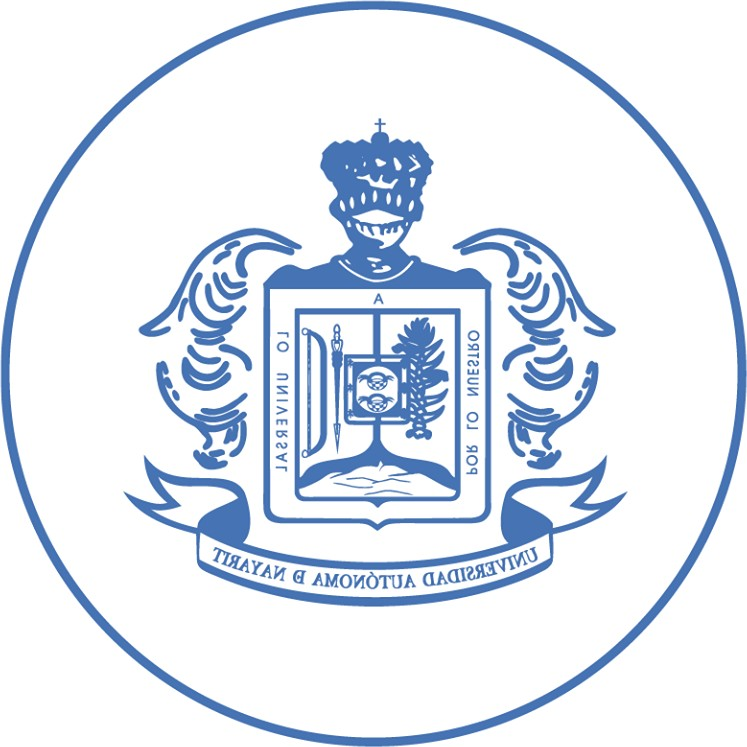 POR LO NUESTRO
A
LO UNIVERSAL
UNIVERSIDAD AUTÓNOMA D NAYARIT